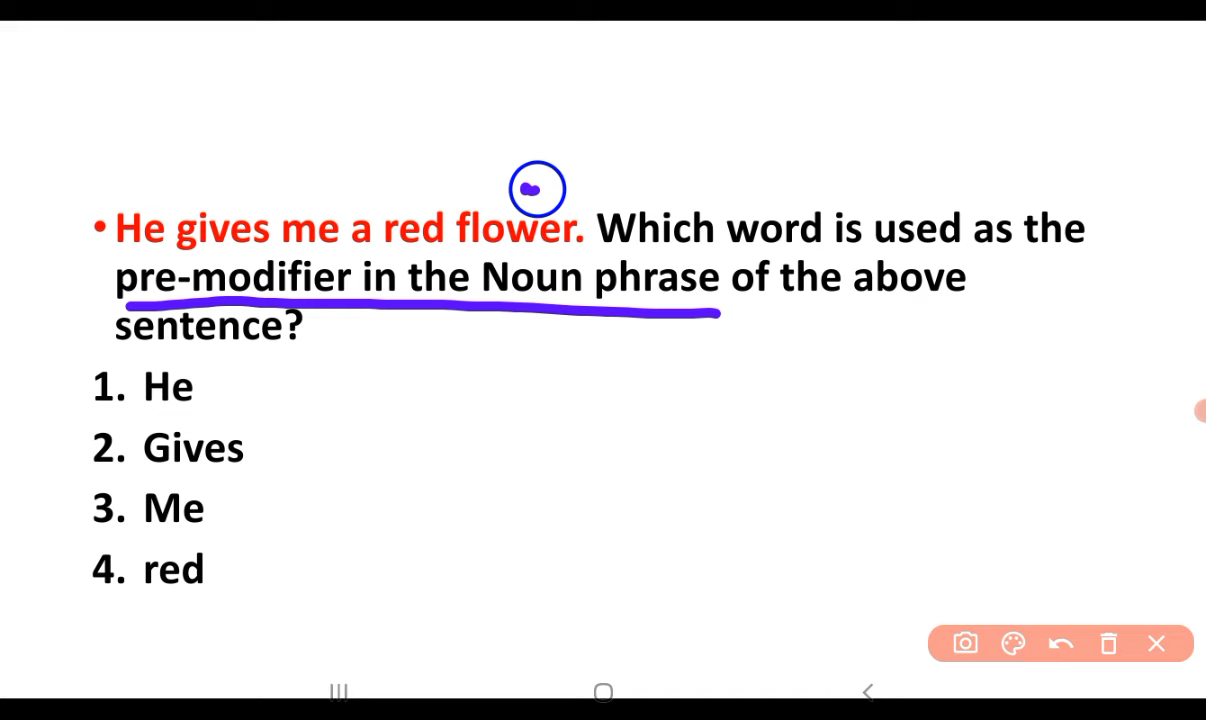 • He gives me a red flower. Which word is used as the
pre-modifier in the Noun phrase of the above
sentence?
1. He
2. Gives
3. Me
4. red